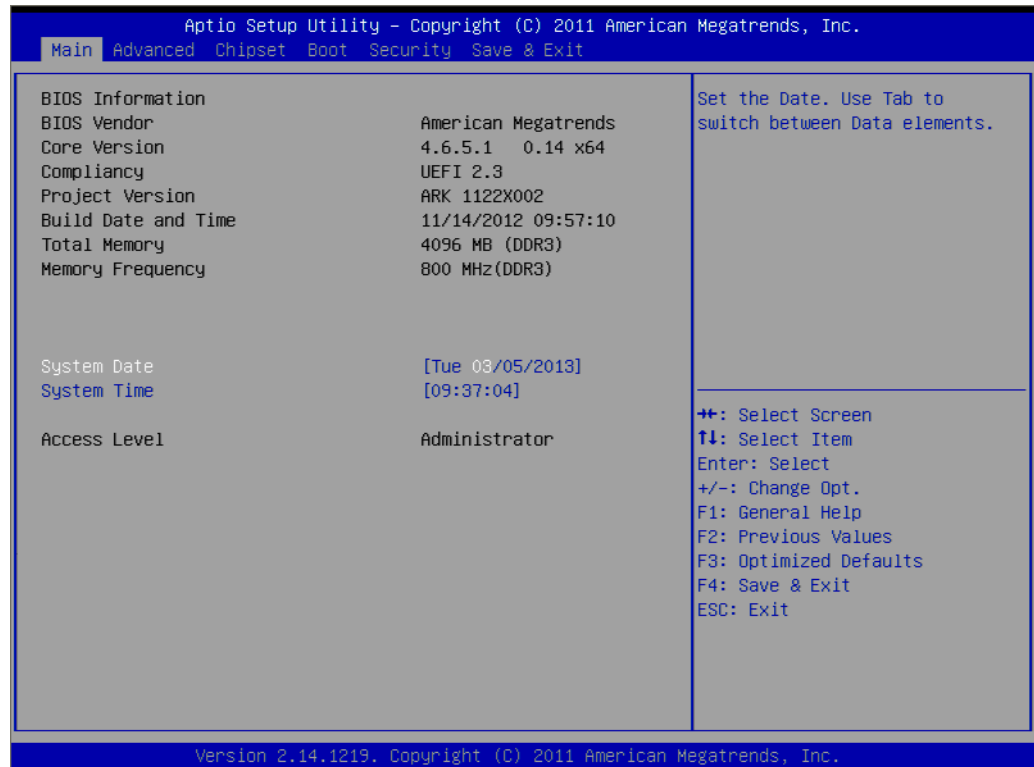 Aptio Setup Utility – Copyright (C) 2011 American Megatrends, Inc.
Main Advanced Chipset Boot Security Save & Exit
BIOS Information
BIOS Vendor American Megatrends
Core Version 4.6.5.1 0.14 x64
Compliancy UEFI 2.3
Project Version ARK 1122X002
Build Date and Time 11/14/2012 09:57:10
Total Memory 4096 MB (DDR3)
Memory Frequency 800 MHz(DDR3)
System Date [Tue 03/05/2013]
System Time [09:37:04]
Access Level Administrator
Set the Date. Use Tab to
switch between Data elements.
→←: Select Screen
↑↓: Select Item
Enter: Select
+/-: Change Opt.
F1: General Help
F2: Previous Values
F3: Optimized Defaults
F4: Save & Exit
ESC: Exit
Version 2.14.1219. Copyright (C) 2011 American Megatrends, Inc.